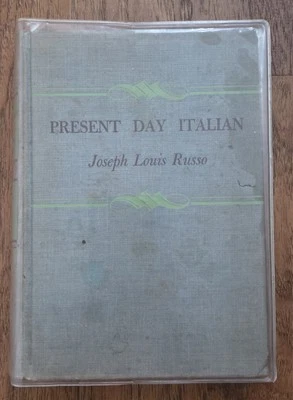 PRESENT DAY ITALIAN
Joseph Louis Russo